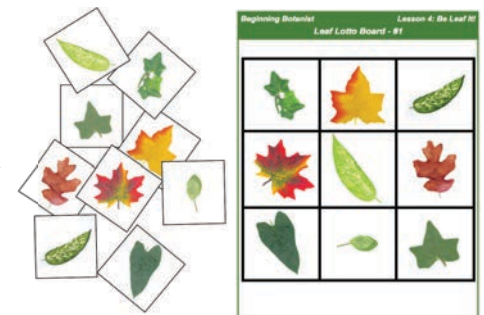 Beginning Botanist Lesson 4: Be Leaf It!
Leaf Lotto Board - #1